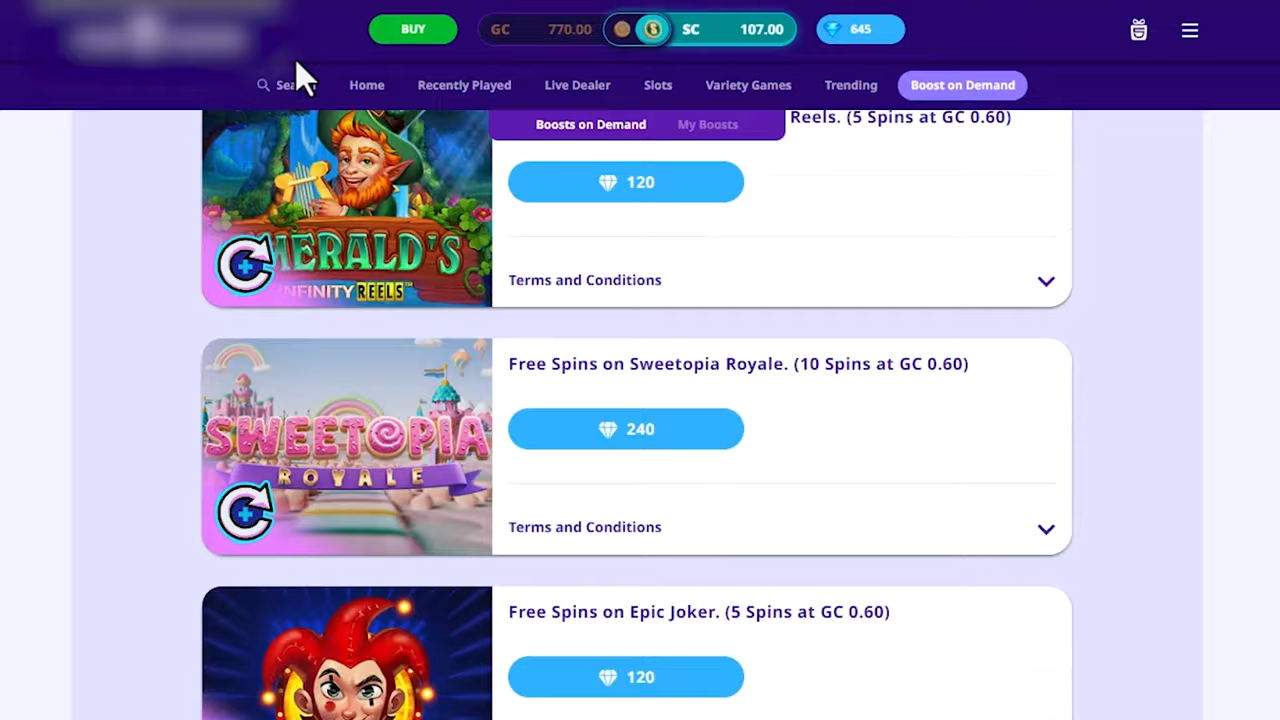 BUY
GC 770.00
SC 107.00
645
Home
Recently Played
Live Dealer
Slots
Variety Games
Trending
Boost on Demand
Boosts on Demand
My Boosts
Reels. (5 Spins at GC 0.60)
120
Terms and Conditions
INFINITY REELS™
Free Spins on Sweetopia Royale. (10 Spins at GC 0.60)
240
SWEETOPIA
ROYALE
Terms and Conditions
Free Spins on Epic Joker. (5 Spins at GC 0.60)
120